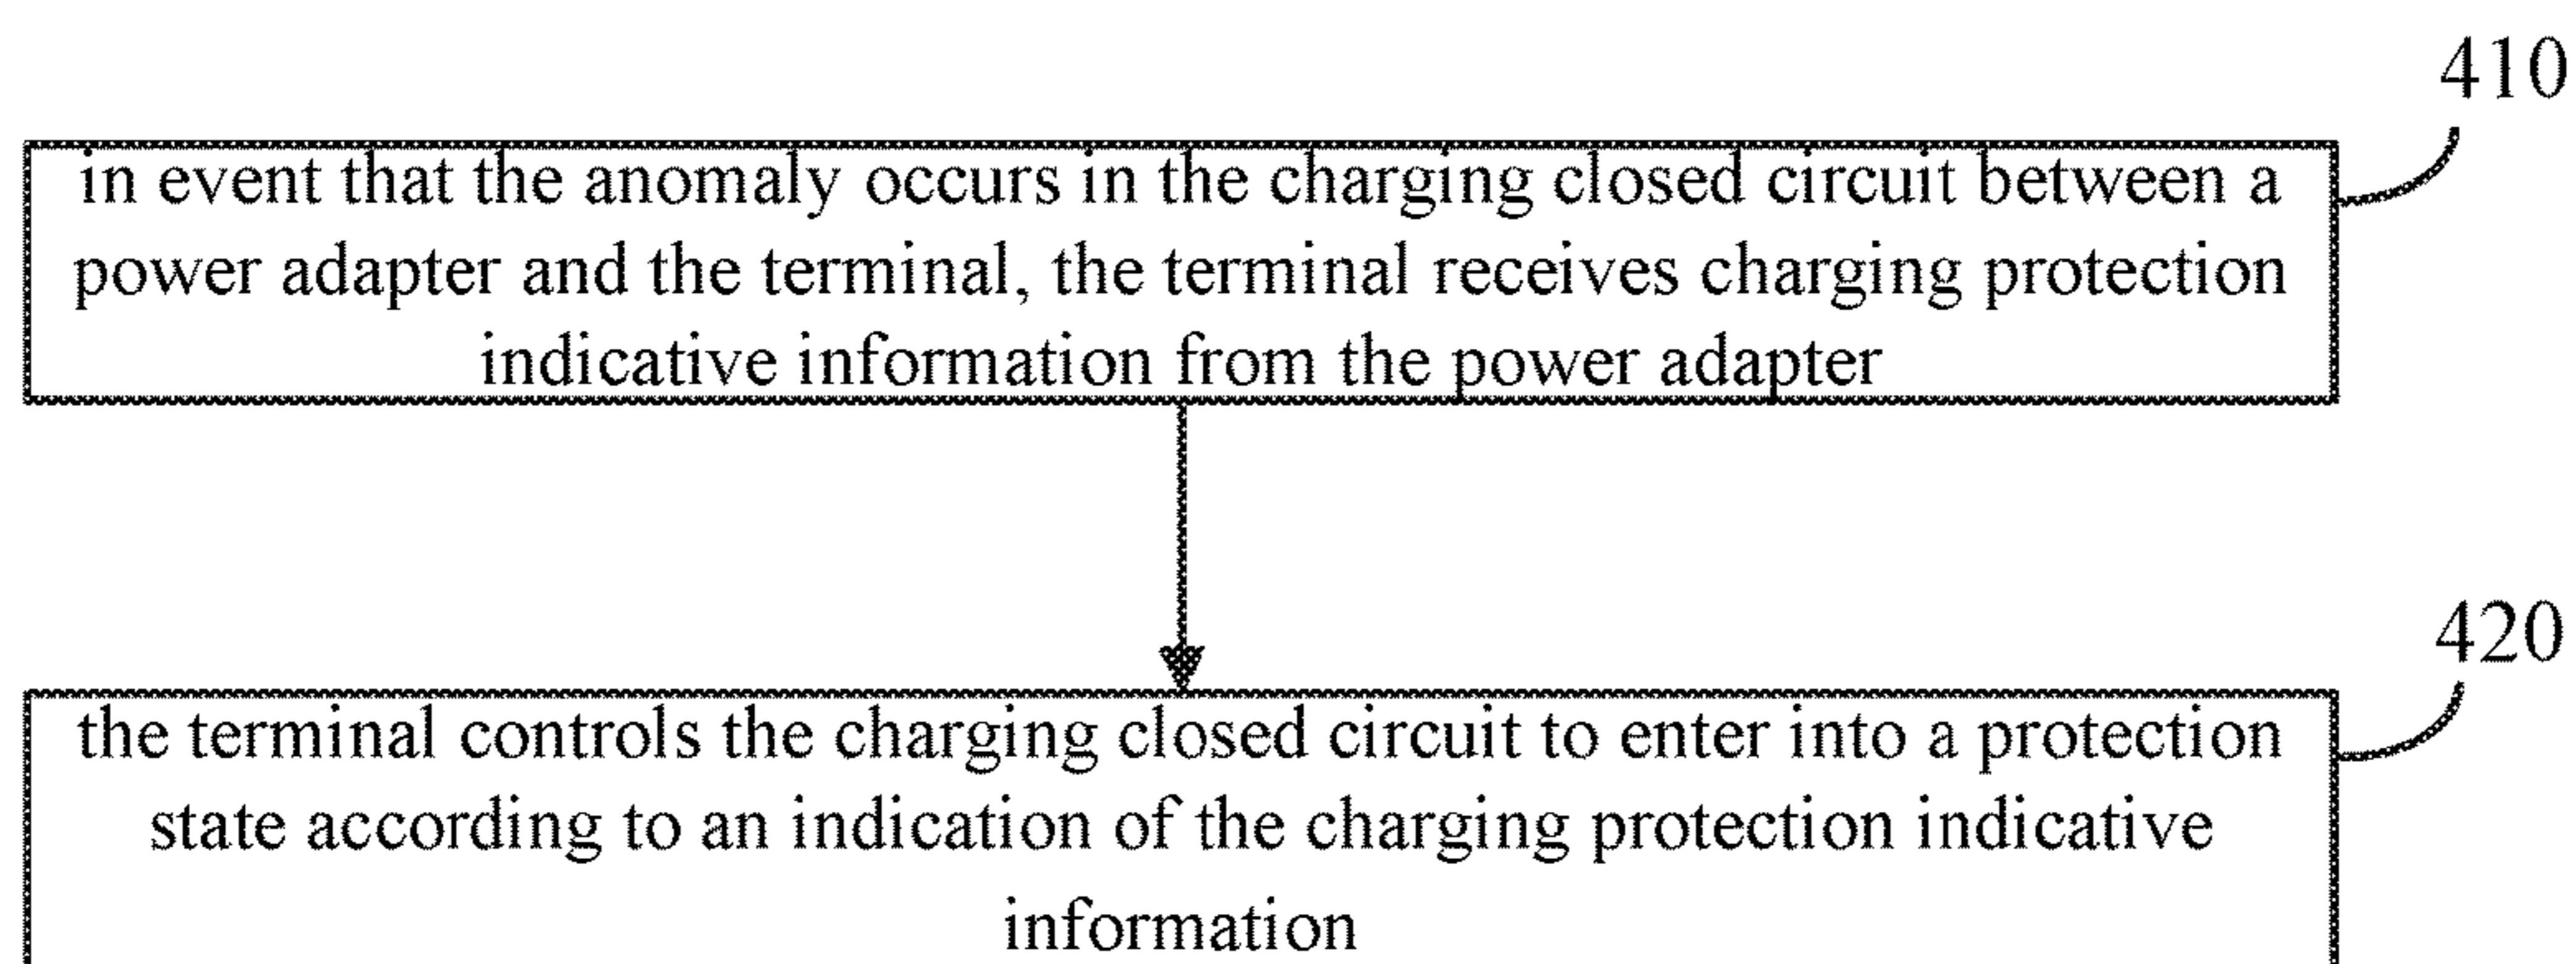 410
in event that the anomaly occurs in the charging closed circuit between a
power adapter and the terminal, the terminal receives charging protection
indicative information from the power adapter
420
the terminal controls the charging closed circuit to enter into a protection
state according to an indication of the charging protection indicative
information